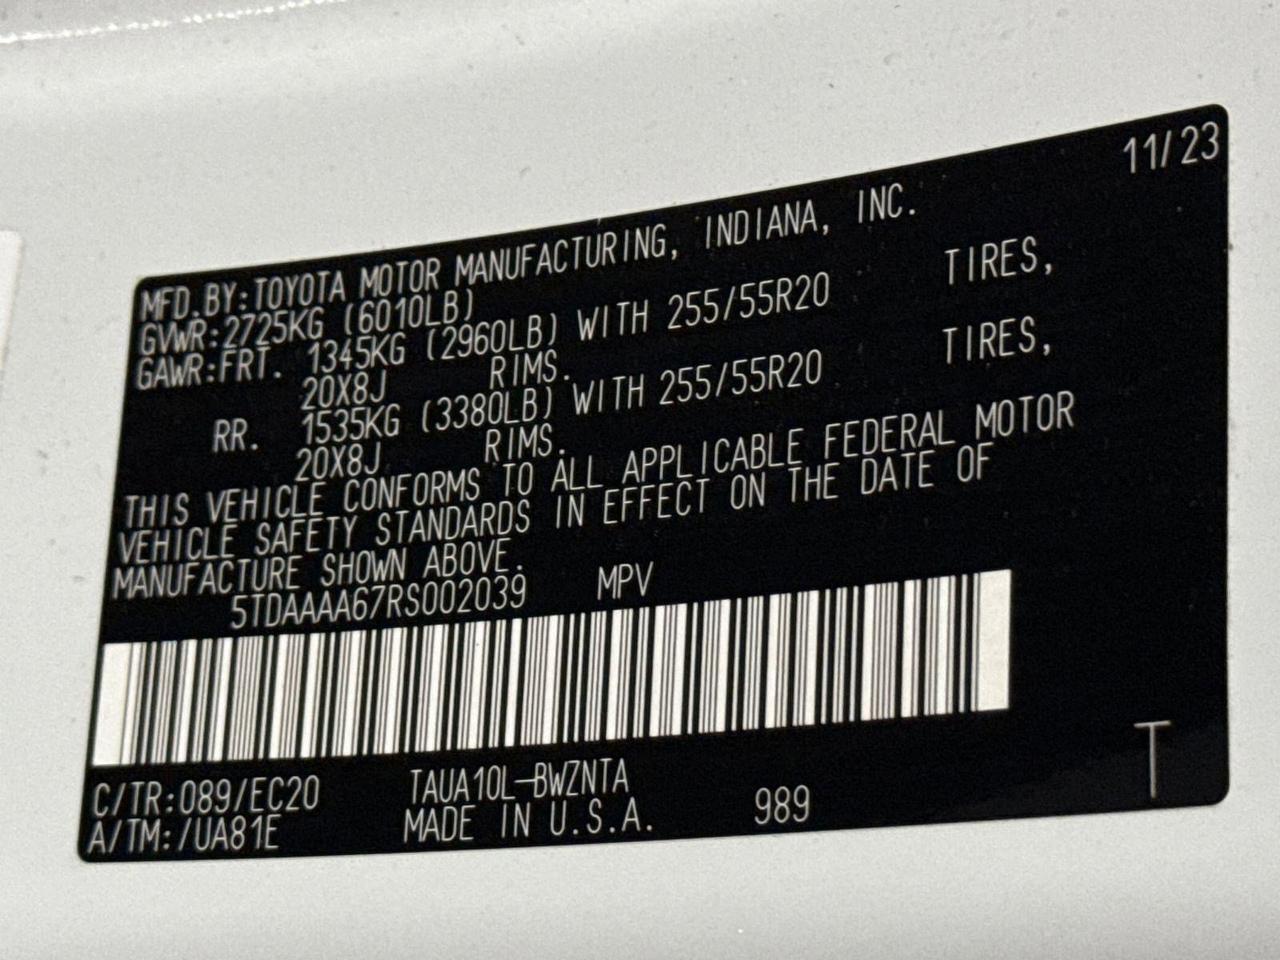 11/23
MFD.BY:TOYOTA MOTOR MANUFACTURING, INDIANA, INC.
GVWR:2725KG (6010LB)
GAWR:FRT. 1345KG (2960LB) WITH 255/55R20 TIRES,
20X8J RIMS.
RR. 1535KG (3380LB) WITH 255/55R20 TIRES,
20X8J RIMS.
THIS VEHICLE CONFORMS TO ALL APPLICABLE FEDERAL MOTOR
VEHICLE SAFETY STANDARDS IN EFFECT ON THE DATE OF
MANUFACTURE SHOWN ABOVE.
5TDAAAA67RS002039 MPV
C/TR:089/EC20 TAUA10L-BWZNTA
A/TM:/UA81E MADE IN U.S.A. 989
T